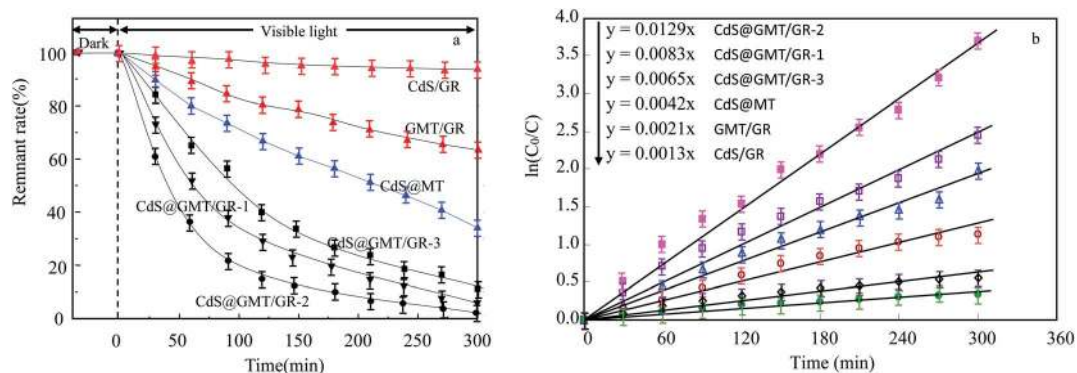 Dark
Visible light
a
100
80
60
40
20
0
Remnant rate(%)
CdS/GR
GMT/GR
CdS@MT
CdS@GMT/GR-1
CdS@GMT/GR-3
CdS@GMT/GR-2
0 50 100 150 200 250 300
Time(min)
b
4.0
3.5
3.0
2.5
2.0
1.5
1.0
0.5
0.0
ln(C₀/C)
y = 0.0129x CdS@GMT/GR-2
y = 0.0083x CdS@GMT/GR-1
y = 0.0065x CdS@GMT/GR-3
y = 0.0042x CdS@MT
y = 0.0021x GMT/GR
y = 0.0013x CdS/GR
0 60 120 180 240 300 360
Time (min)